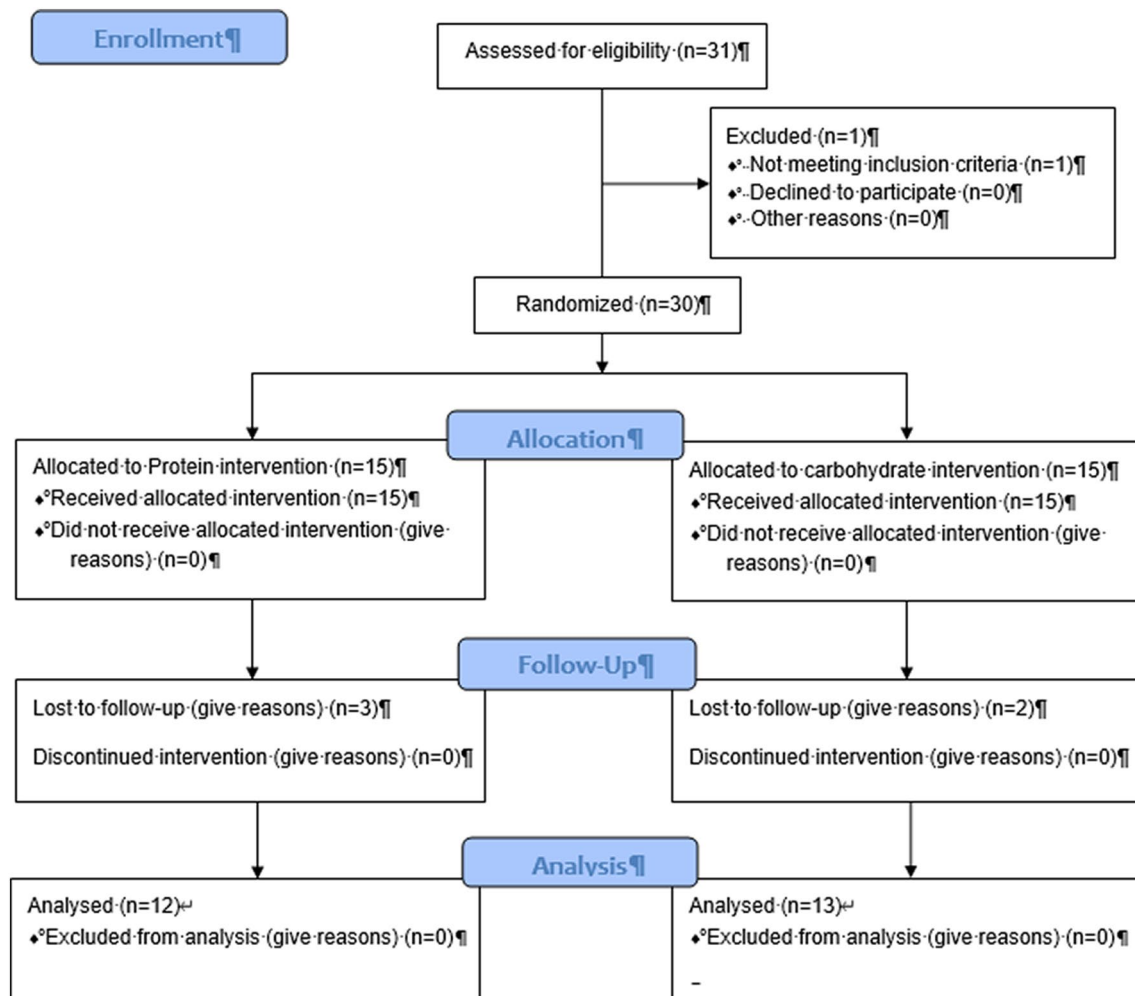 Enrollment¶
Assessed·for·eligibility·(n=31)¶
Excluded·(n=1)¶
◆°··Not·meeting·inclusion·criteria·(n=1)¶
◆°··Declined·to·participate·(n=0)¶
◆°··Other·reasons·(n=0)¶
Randomized·(n=30)¶
Allocation¶
Allocated·to·Protein·intervention·(n=15)¶
◆°Received·allocated·intervention·(n=15)¶
◆°Did·not·receive·allocated·intervention·(give·
reasons)·(n=0)¶
Allocated·to·carbohydrate·intervention·(n=15)¶
◆°Received·allocated·intervention·(n=15)¶
◆°Did·not·receive·allocated·intervention·(give·
reasons)·(n=0)¶
Follow-Up¶
Lost·to·follow-up·(give·reasons)·(n=3)¶
Discontinued·intervention·(give·reasons)·(n=0)¶
Lost·to·follow-up·(give·reasons)·(n=2)¶
Discontinued·intervention·(give·reasons)·(n=0)¶
Analysis¶
Analysed·(n=12)↵
◆°Excluded·from·analysis·(give·reasons)·(n=0)¶
Analysed·(n=13)↵
◆°Excluded·from·analysis·(give·reasons)·(n=0)¶
–